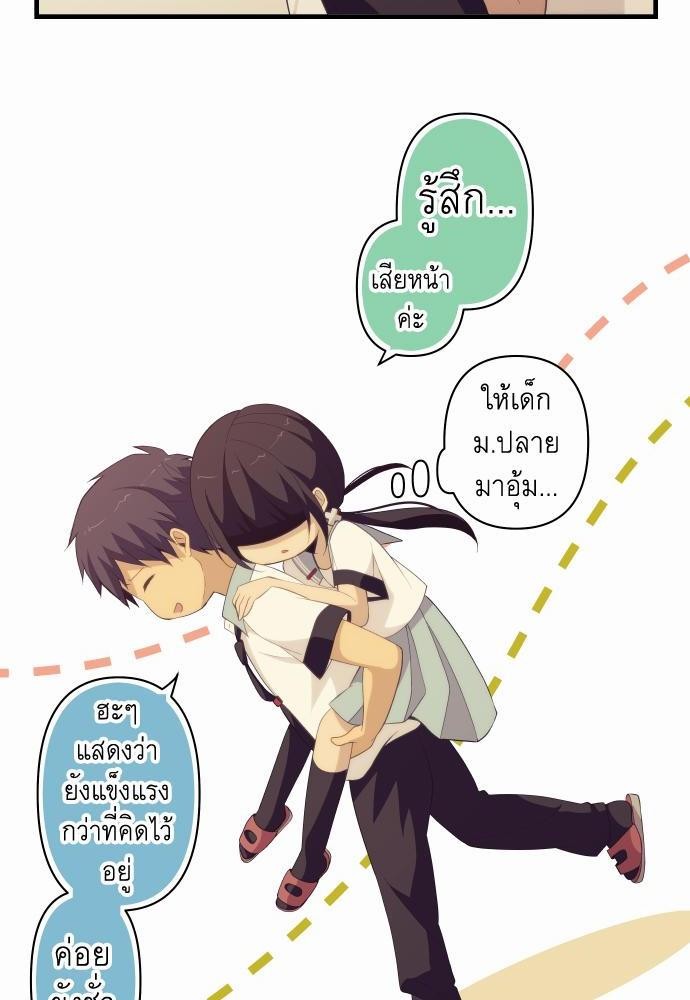 รู้สึก...
เสียหน้า
ค่ะ
ให้เด็ก
ม.ปลาย
มาอุ้ม...
ฮะๆ
แสดงว่า
ยังแข็งแรง
กว่าที่คิดไว้
อยู่
ค่อย